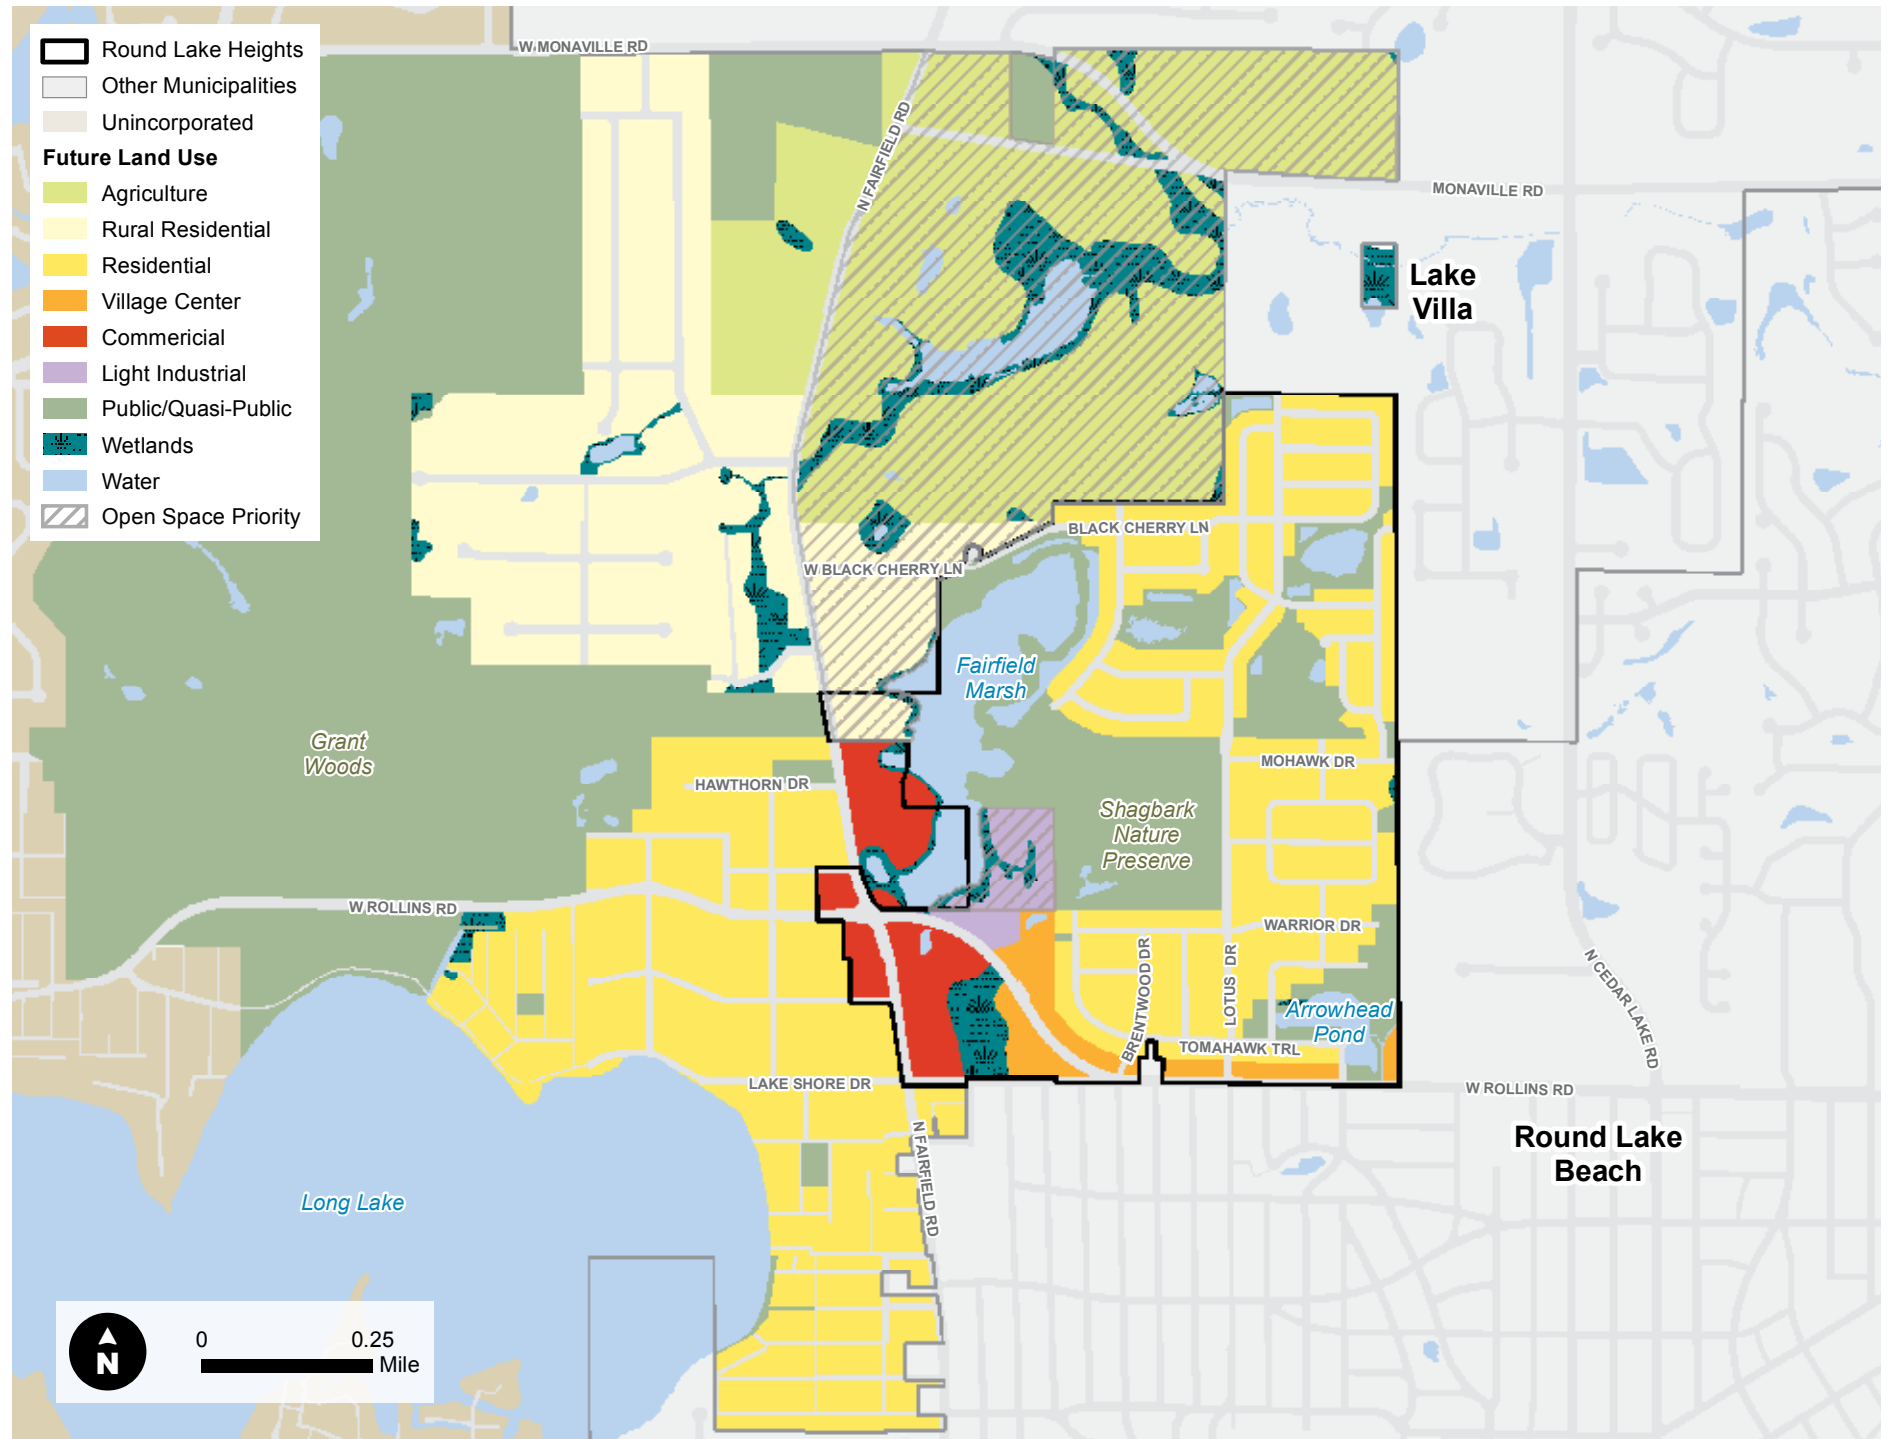 Round Lake Heights
Other Municipalities
Unincorporated
Future Land Use
Agriculture
Rural Residential
Residential
Village Center
Commericial
Light Industrial
Public/Quasi-Public
Wetlands
Water
Open Space Priority
W MONAVILLE RD
N FAIRFIELD RD
MONAVILLE RD
Lake
Villa
BLACK CHERRY LN
W BLACK CHERRY LN
Fairfield
Marsh
Grant
Woods
HAWTHORN DR
MOHAWK DR
Shagbark
Nature
Preserve
W ROLLINS RD
WARRIOR DR
BRENTWOOD DR
LOTUS DR
N CEDAR LAKE RD
Arrowhead
Pond
TOMAHAWK TRL
LAKE SHORE DR
W ROLLINS RD
N FAIRFIELD RD
Round Lake
Beach
Long Lake
N
0 0.25
Mile